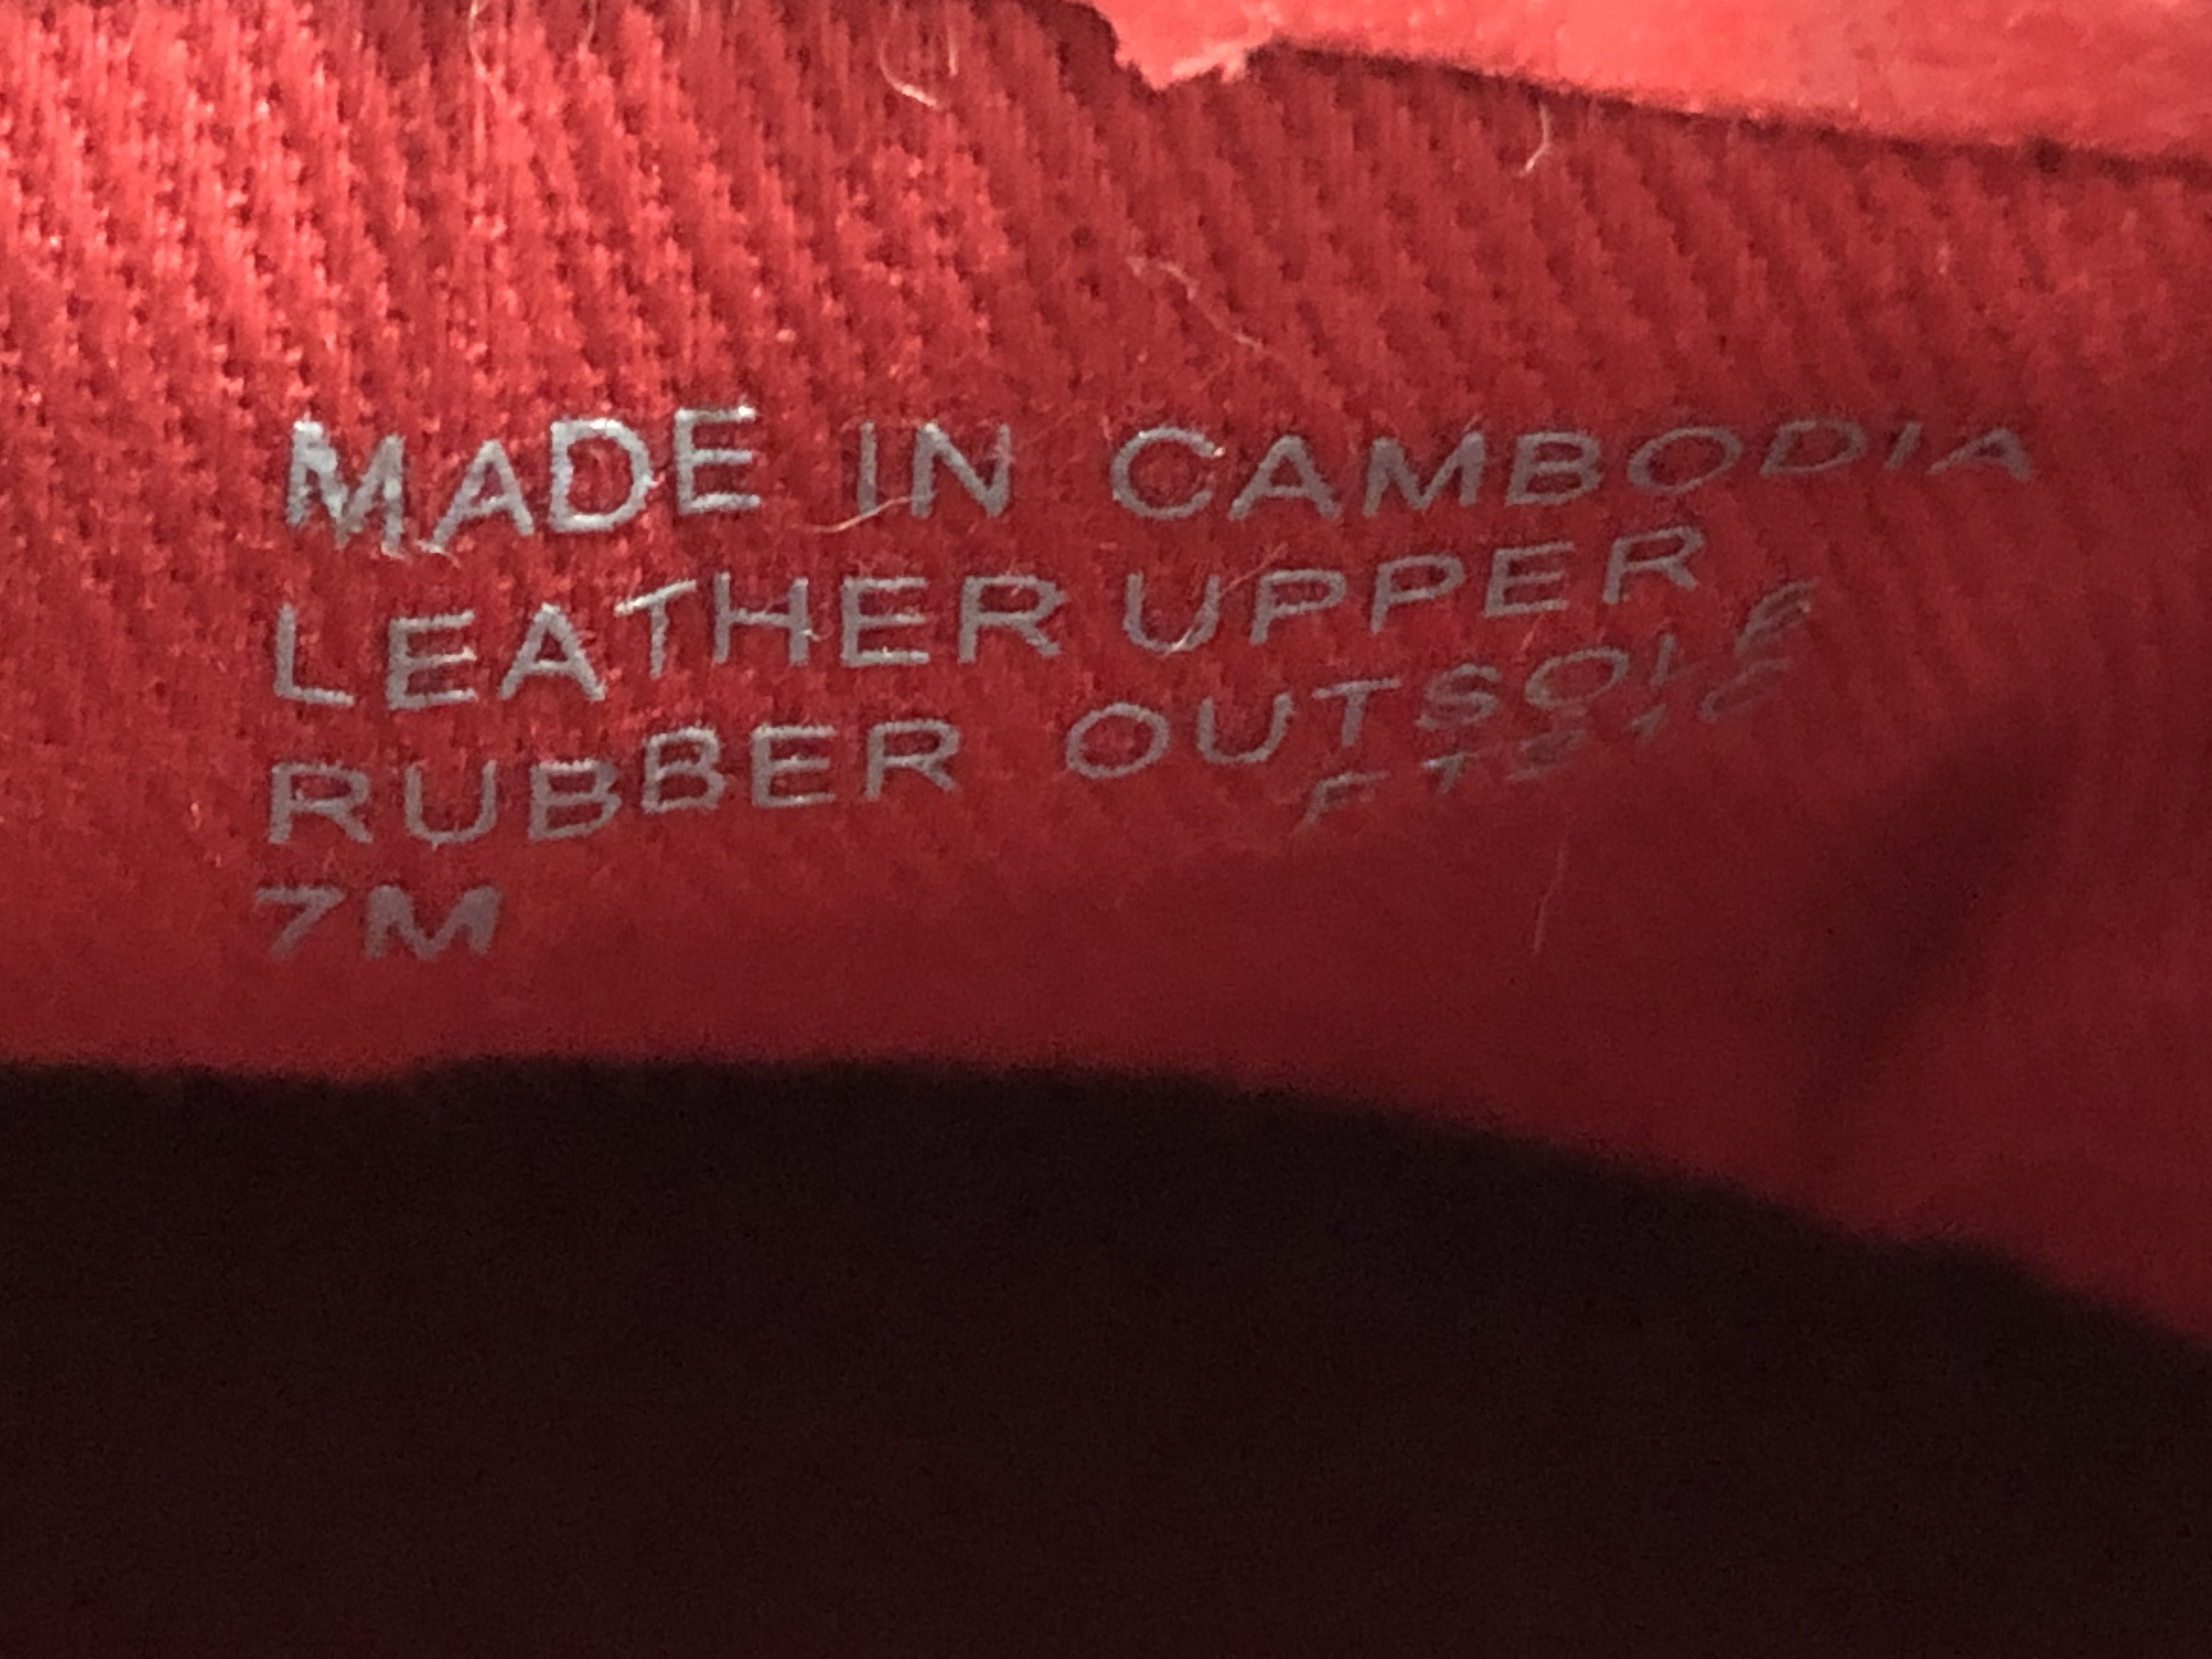 MADE IN CAMBODIA
LEATHER UPPER
RUBBER OUTSOLE
7M